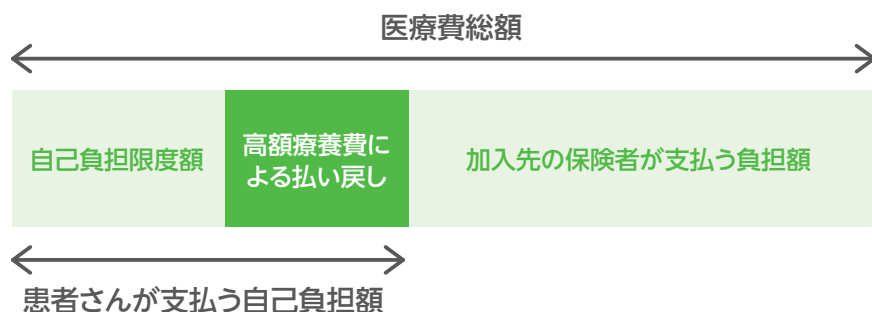 医療費総額
自己負担限度額
高額療養費に
よる払い戻し
加入先の保険者が支払う負担額
患者さんが支払う自己負担額